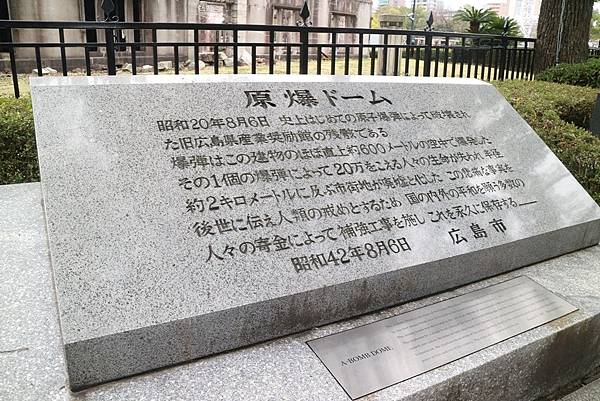 原爆ドーム
昭和20年8月6日 史上はじめての原子爆弾によって破壊され
た旧広島県産業奨励館の残骸である
爆弾はこの建物のほぼ直上約600メートルの空中で爆発した
その1個の爆弾によって20万をこえる人々の生命が失われ 半径
約2キロメートルに及ぶ市街地が廃墟と化した この悲痛な事実を
後世に伝え人類の戒めとするため 国の内外の平和を願う多数の
人々の寄金によって補強工事を施し これを永久に保存する
昭和42年8月6日 広島市
A-BOMB DOME